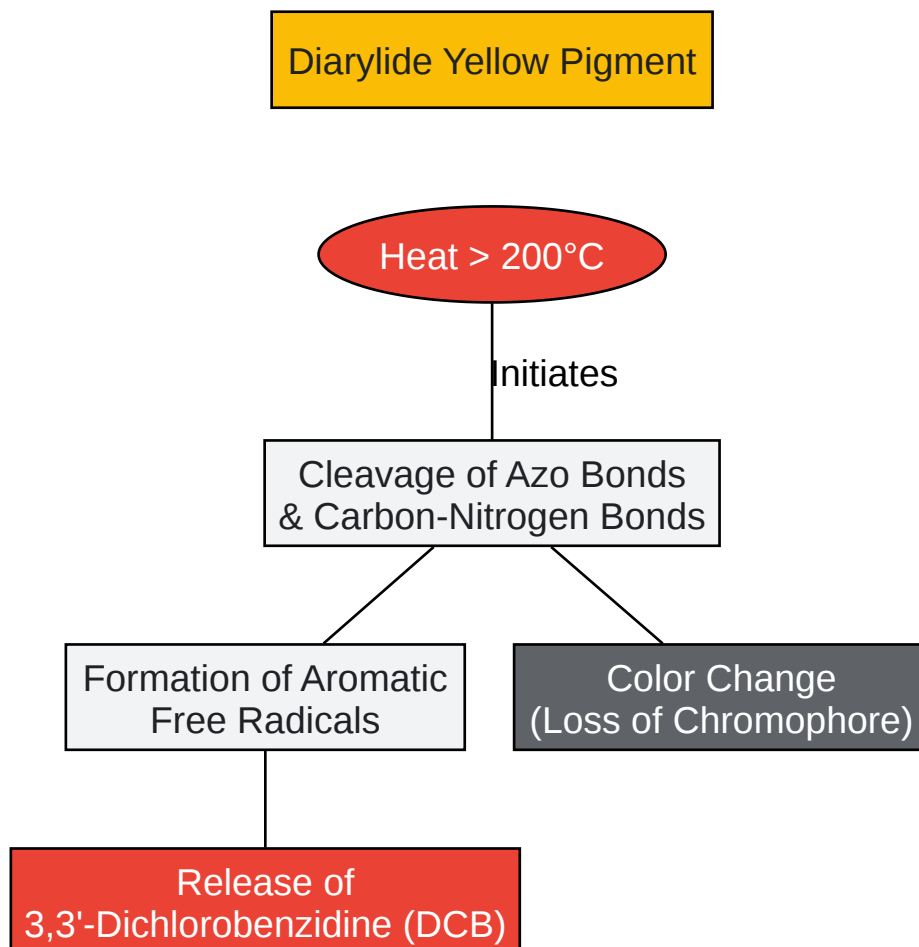 Diarylide Yellow Pigment
Heat > 200°C
Initiates
Cleavage of Azo Bonds
& Carbon-Nitrogen Bonds
Formation of Aromatic
Free Radicals
Color Change
(Loss of Chromophore)
Release of
3,3'-Dichlorobenzidine (DCB)